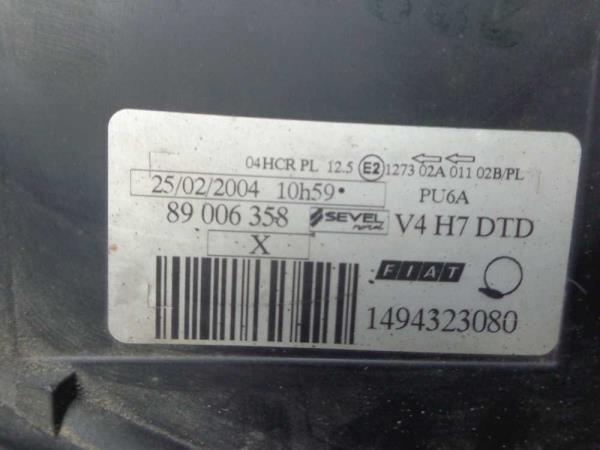 04HCR PL 12.5 E2 1273 02A 011 02B/PL
25/02/2004 10h59• PU6A
89 006 358 SEVEL nord V4 H7 DTD
X
FIAT
1494323080